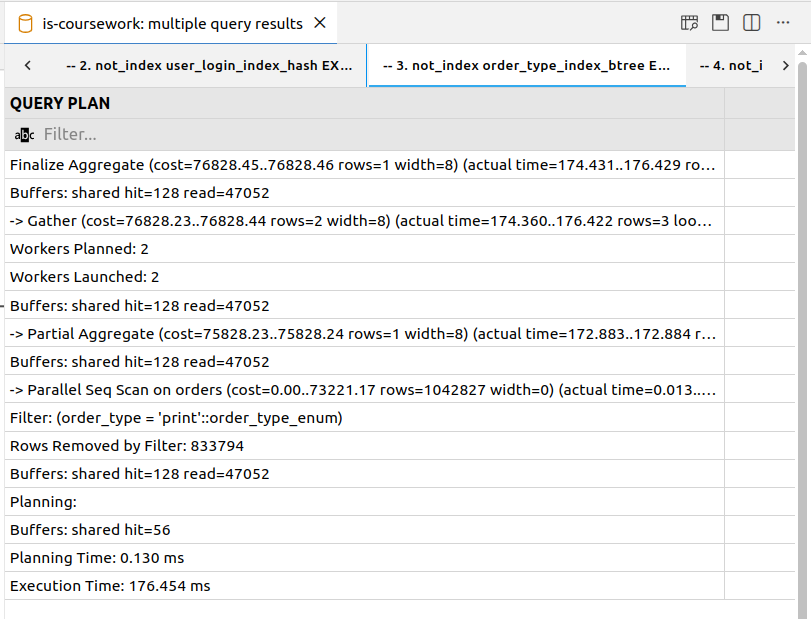 is-coursework: multiple query results
-- 2. not_index user_login_index_hash EX... -- 3. not_index order_type_index_btree E... -- 4. not_i
QUERY PLAN
abc Filter...
Finalize Aggregate (cost=76828.45..76828.46 rows=1 width=8) (actual time=174.431..176.429 ro...
Buffers: shared hit=128 read=47052
-> Gather (cost=76828.23..76828.44 rows=2 width=8) (actual time=174.360..176.422 rows=3 loo...
Workers Planned: 2
Workers Launched: 2
Buffers: shared hit=128 read=47052
-> Partial Aggregate (cost=75828.23..75828.24 rows=1 width=8) (actual time=172.883..172.884 r...
Buffers: shared hit=128 read=47052
-> Parallel Seq Scan on orders (cost=0.00..73221.17 rows=1042827 width=0) (actual time=0.013.....
Filter: (order_type = 'print'::order_type_enum)
Rows Removed by Filter: 833794
Buffers: shared hit=128 read=47052
Planning:
Buffers: shared hit=56
Planning Time: 0.130 ms
Execution Time: 176.454 ms